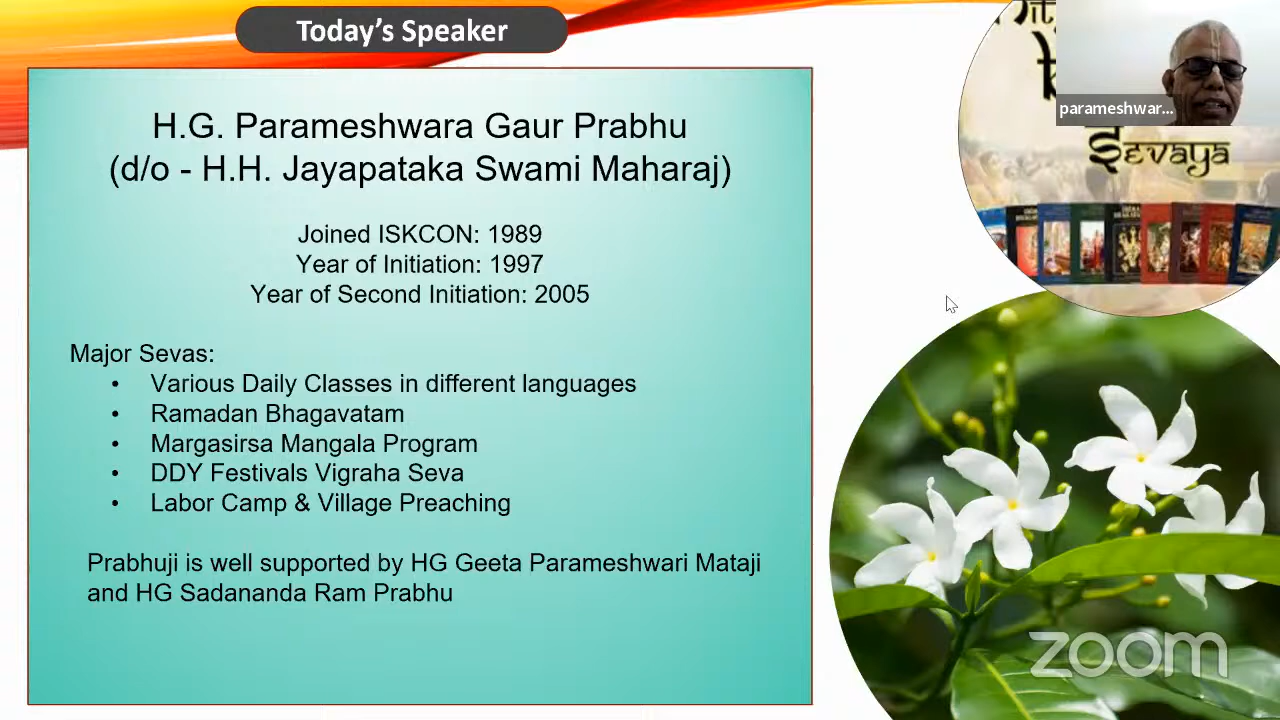 Today's Speaker
H.G. Parameshwara Gaur Prabhu
(d/o - H.H. Jayapataka Swami Maharaj)
Joined ISKCON: 1989
Year of Initiation: 1997
Year of Second Initiation: 2005
Major Sevas:
• Various Daily Classes in different languages
• Ramadan Bhagavatam
• Margasirsa Mangala Program
• DDY Festivals Vigraha Seva
• Labor Camp & Village Preaching
Prabhuji is well supported by HG Geeta Parameshwari Mataji
and HG Sadananda Ram Prabhu
parameshwar...
Sevaya
zoom